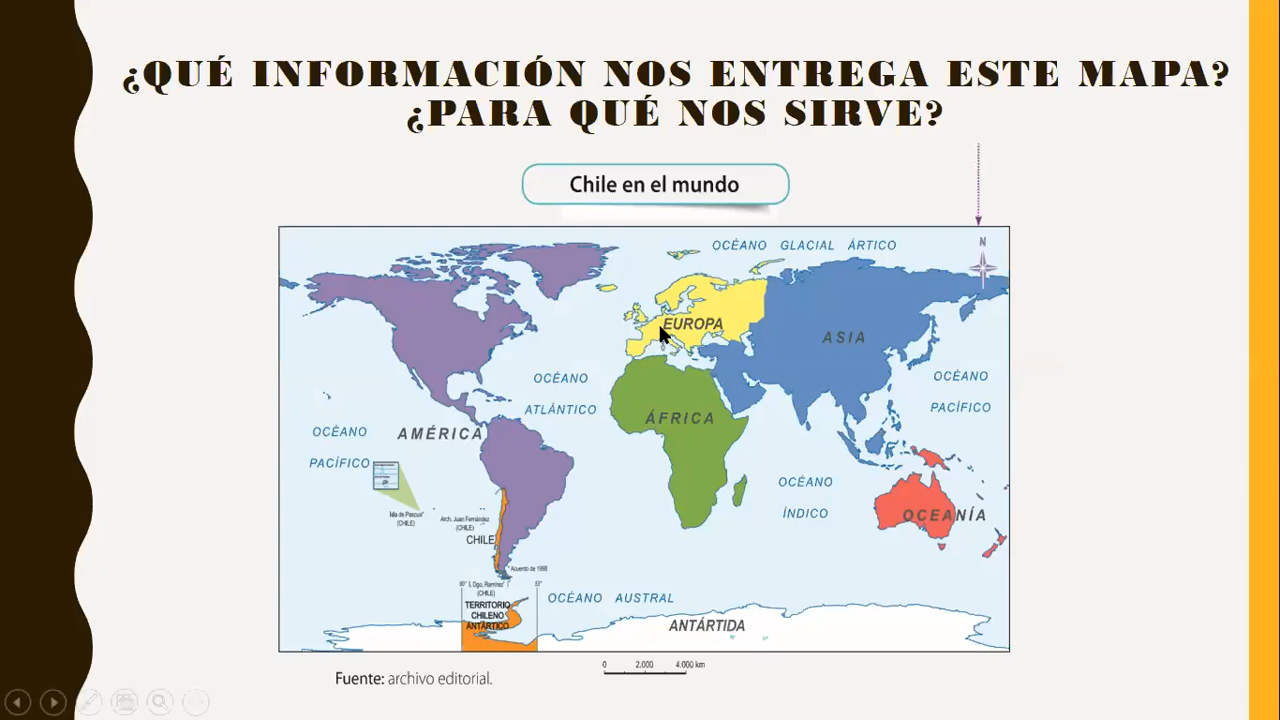 ¿QUÉ INFORMACIÓN NOS ENTREGA ESTE MAPA?
¿PARA QUÉ NOS SIRVE?
Chile en el mundo
OCÉANO GLACIAL ÁRTICO
N
EUROPA
ASIA
OCÉANO
ATLÁNTICO
OCÉANO
PACÍFICO
ÁFRICA
AMÉRICA
OCÉANO
PACÍFICO
OCÉANO
ÍNDICO
Isla de Pascua*
(CHILE)
Arch. Juan Fernández
(CHILE)
OCEANÍA
CHILE
* Acuerdo de 1998
(CHILE)
90°
53°
TERRITORIO
CHILENO
ANTÁRTICO
OCÉANO AUSTRAL
ANTÁRTIDA
0 2.000 4.000 km
Fuente: archivo editorial.